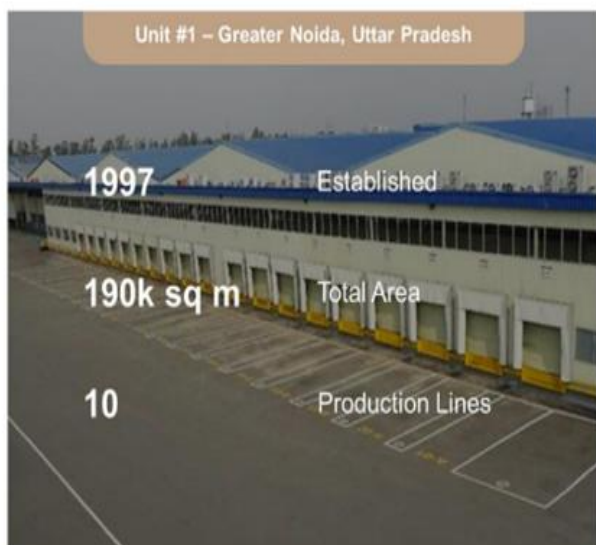 Unit #1 – Greater Noida, Uttar Pradesh
1997 Established
190k sq m Total Area
10 Production Lines